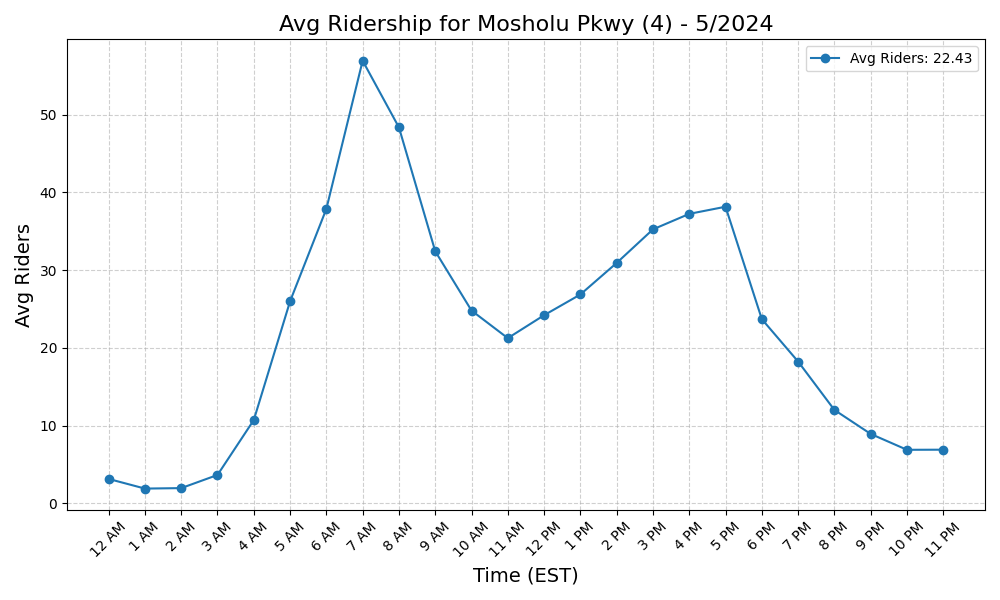 Avg Ridership for Mosholu Pkwy (4) - 5/2024
Avg Riders: 22.43
Avg Riders
50
40
30
20
10
0
12 AM
1 AM
2 AM
3 AM
4 AM
5 AM
6 AM
7 AM
8 AM
9 AM
10 AM
11 AM
12 PM
1 PM
2 PM
3 PM
4 PM
5 PM
6 PM
7 PM
8 PM
9 PM
10 PM
11 PM
Time (EST)